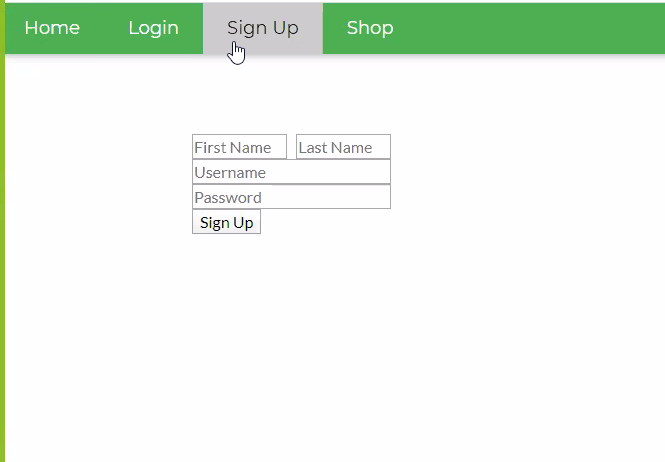 Home Login Sign Up Shop
First Name Last Name
Username
Password
Sign Up